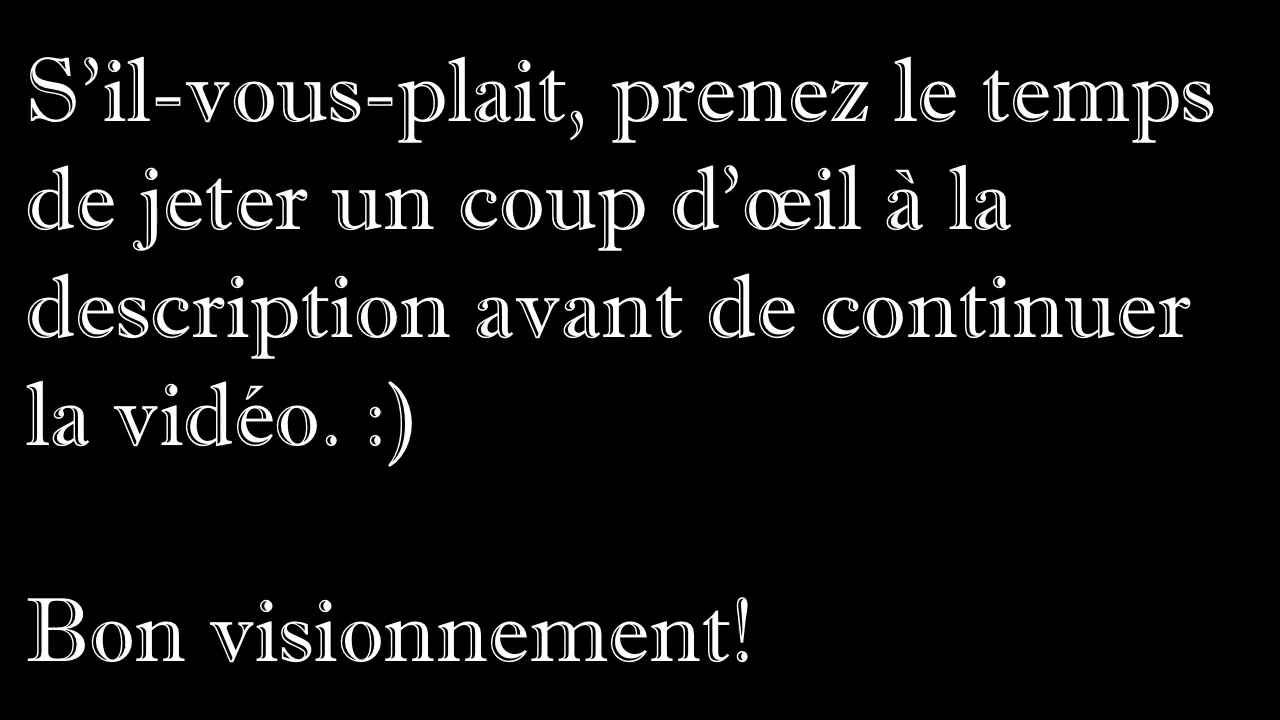 S’il-vous-plait, prenez le temps
de jeter un coup d’œil à la
description avant de continuer
la vidéo. :)
Bon visionnement!